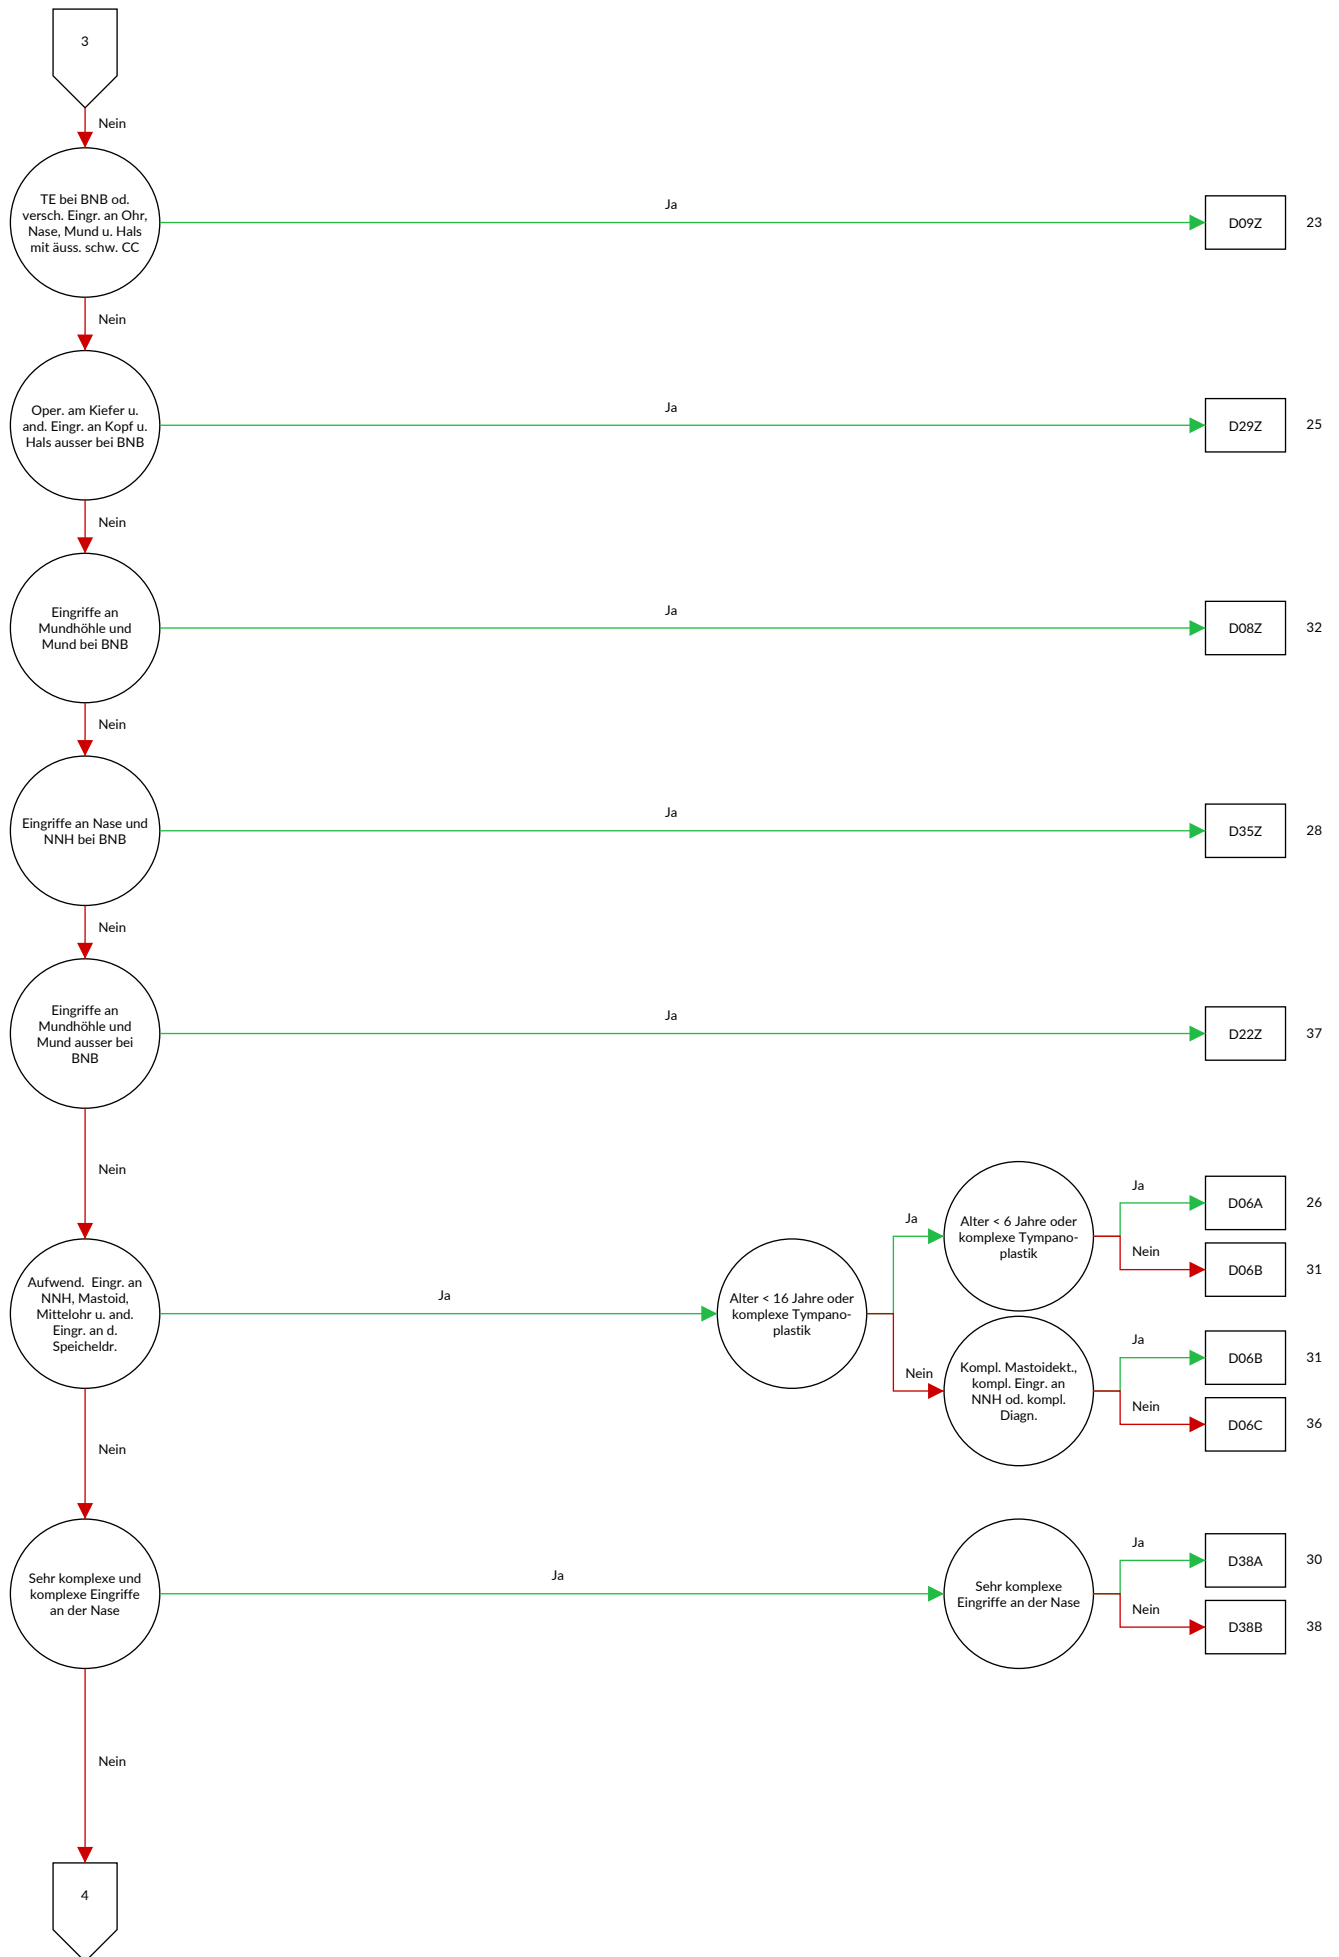 3
Nein
TE bei BNB od.
versch. Eingr. an Ohr,
Nase, Mund u. Hals
mit äuss. schw. CC
Ja
D09Z
23
Nein
Oper. am Kiefer u.
and. Eingr. an Kopf u.
Hals ausser bei BNB
Ja
D29Z
25
Nein
Eingriffe an
Mundhöhle und
Mund bei BNB
Ja
D08Z
32
Nein
Eingriffe an Nase und
NNH bei BNB
Ja
D35Z
28
Nein
Eingriffe an
Mundhöhle und
Mund ausser bei
BNB
Ja
D22Z
37
Nein
Aufwend. Eingr. an
NNH, Mastoid,
Mittelohr u. and.
Eingr. an d.
Speicheldr.
Ja
Alter < 16 Jahre oder
komplexe Tympano-
plastik
Ja
Alter < 6 Jahre oder
komplexe Tympano-
plastik
Ja
D06A
26
Nein
D06B
31
Nein
Kompl. Mastoidekt.,
kompl. Eingr. an
NNH od. kompl.
Diagn.
Ja
D06B
31
Nein
D06C
36
Nein
Sehr komplexe und
komplexe Eingriffe
an der Nase
Ja
Sehr komplexe
Eingriffe an der Nase
Ja
D38A
30
Nein
D38B
38
Nein
4